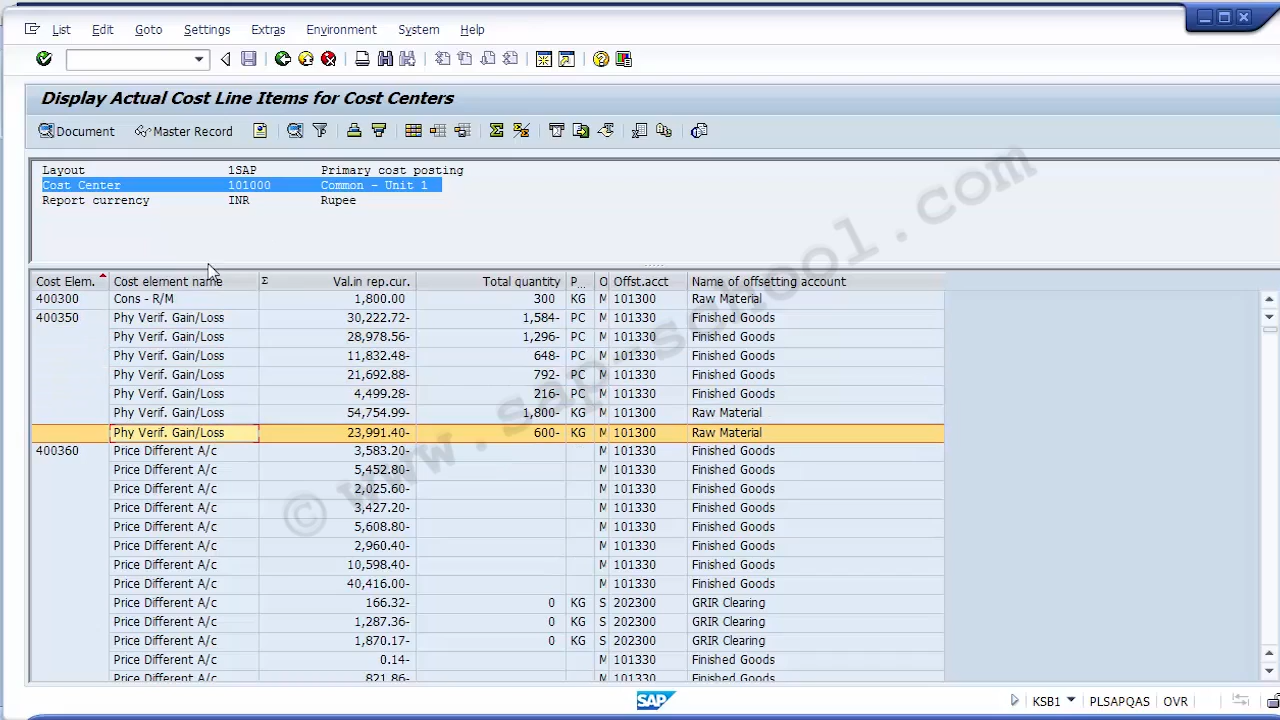 List Edit Goto Settings Extras Environment System Help
Display Actual Cost Line Items for Cost Centers
Document Master Record
Layout 1SAP Primary cost posting
Cost Center 101000 Common - Unit 1
Report currency INR Rupee
Cost Elem. Cost element name Σ Val.in rep.cur. Total quantity P... O Offst.acct Name of offsetting account
400300 Cons - R/M 1,800.00 300 KG M 101300 Raw Material
400350 Phy Verif. Gain/Loss 30,222.72- 1,584- PC M 101330 Finished Goods
Phy Verif. Gain/Loss 28,978.56- 1,296- PC M 101330 Finished Goods
Phy Verif. Gain/Loss 11,832.48- 648- PC M 101330 Finished Goods
Phy Verif. Gain/Loss 21,692.88- 792- PC M 101330 Finished Goods
Phy Verif. Gain/Loss 4,499.28- 216- PC M 101330 Finished Goods
Phy Verif. Gain/Loss 54,754.99- 1,800- KG M 101300 Raw Material
Phy Verif. Gain/Loss 23,991.40- 600- KG M 101300 Raw Material
400360 Price Different A/c 3,583.20- M 101330 Finished Goods
Price Different A/c 5,452.80- M 101330 Finished Goods
Price Different A/c 2,025.60- M 101330 Finished Goods
Price Different A/c 3,427.20- M 101330 Finished Goods
Price Different A/c 5,608.80- M 101330 Finished Goods
Price Different A/c 2,960.40- M 101330 Finished Goods
Price Different A/c 10,598.40- M 101330 Finished Goods
Price Different A/c 40,416.00- M 101330 Finished Goods
Price Different A/c 166.32- 0 KG S 202300 GRIR Clearing
Price Different A/c 1,287.36- 0 KG S 202300 GRIR Clearing
Price Different A/c 1,870.17- 0 KG S 202300 GRIR Clearing
Price Different A/c 0.14- M 101330 Finished Goods
Price Different A/c 821.86- M 101330 Finished Goods
© www.sap-school.com
SAP KSB1 PLSAPQAS OVR